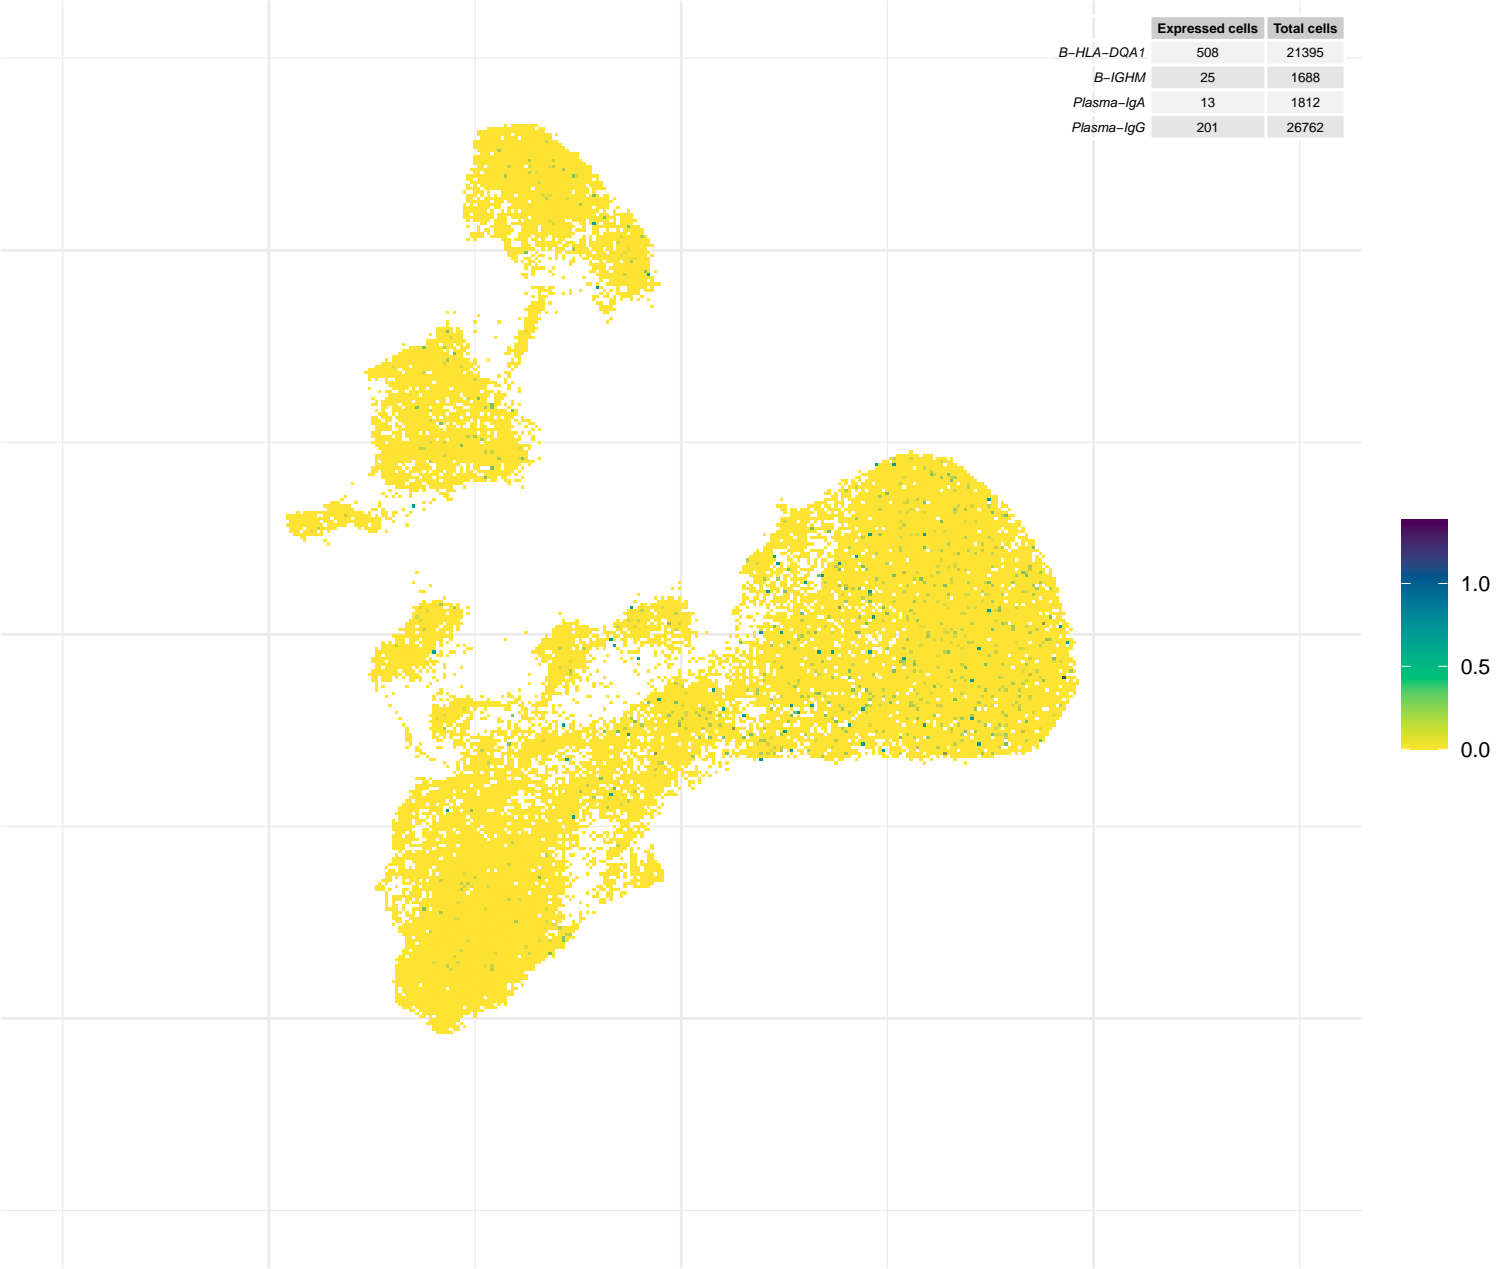 Expressed cells Total cells
B−HLA−DQA1 508 21395
B−IGHM 25 1688
Plasma−IgA 13 1812
Plasma−IgG 201 26762
1.0
0.5
0.0